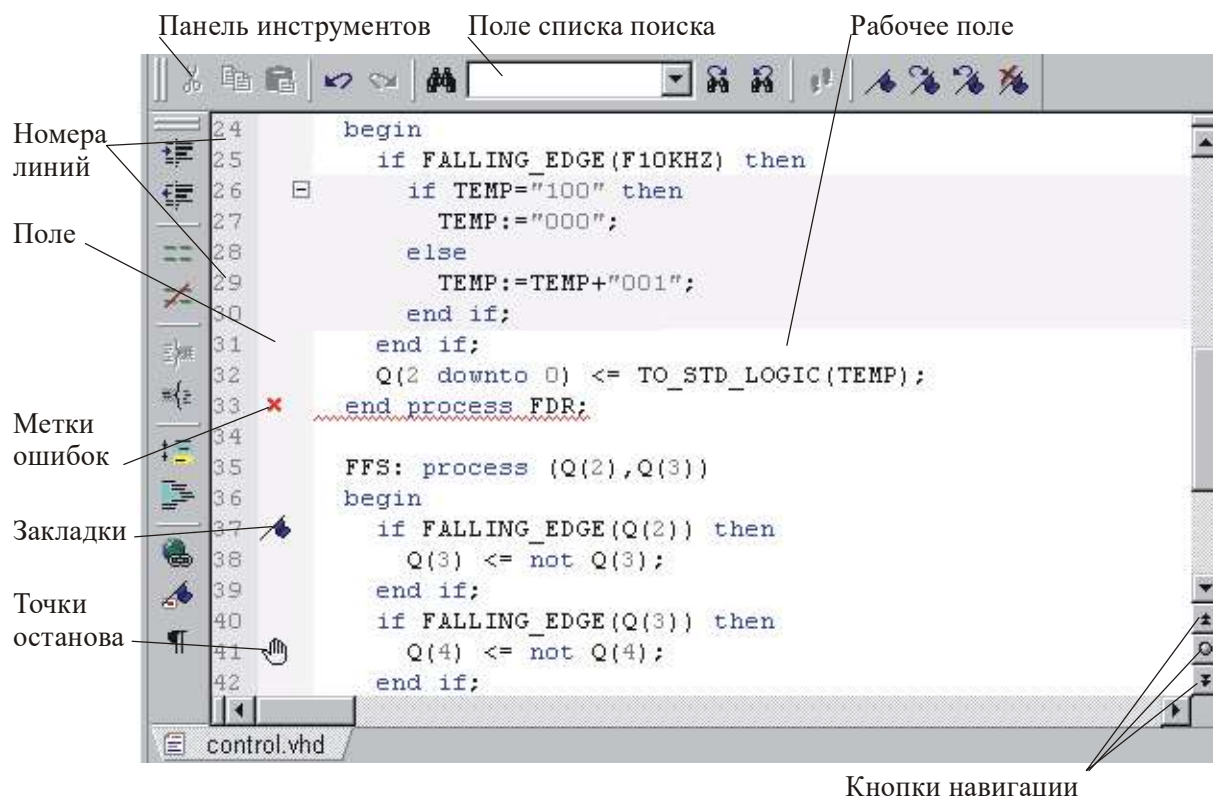 Панель инструментов Поле списка поиска Рабочее поле
Номера
линий
Поле
Метки
ошибок
Закладки
Точки
останова
24 begin
25 if FALLING_EDGE(F10KHZ) then
26 if TEMP="100" then
27 TEMP:="000";
28 else
29 TEMP:=TEMP+"001";
30 end if;
31 end if;
32 Q(2 downto 0) <= TO_STD_LOGIC(TEMP);
33 end process FDR;
34
35 FFS: process (Q(2),Q(3))
36 begin
37 if FALLING_EDGE(Q(2)) then
38 Q(3) <= not Q(3);
39 end if;
40 if FALLING_EDGE(Q(3)) then
41 Q(4) <= not Q(4);
42 end if;
control.vhd
Кнопки навигации